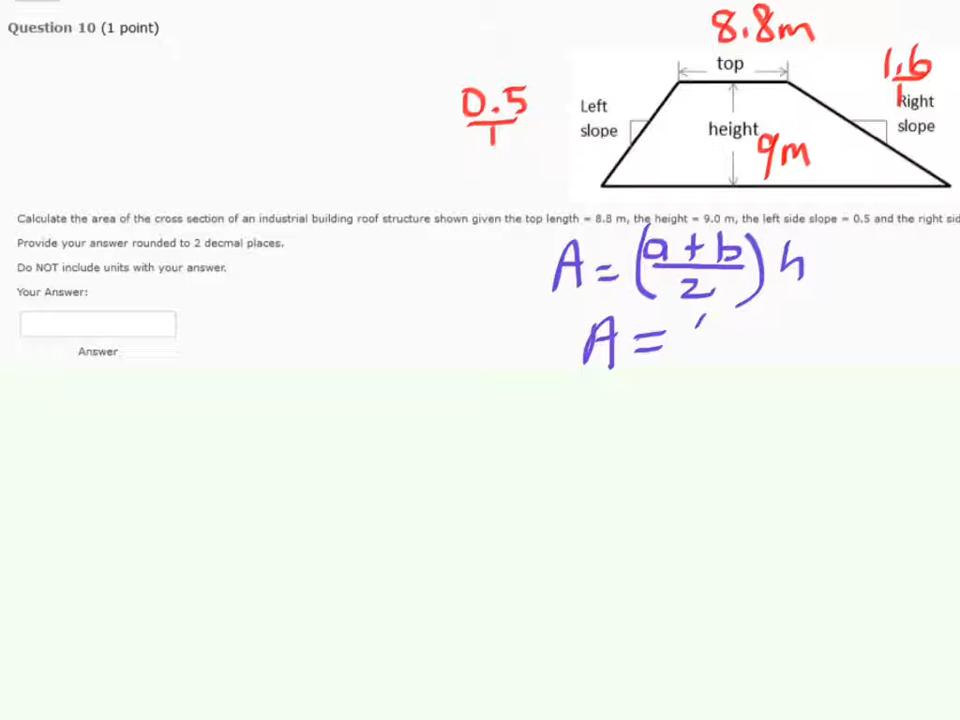 Question 10 (1 point)
8.8m
top
1.6
1
0.5
1
Left
slope
Right
slope
height
9m
Calculate the area of the cross section of an industrial building roof structure shown given the top length = 8.8 m, the height = 9.0 m, the left side slope = 0.5 and the right sid
Provide your answer rounded to 2 decmal places.
A = (a + b / 2) h
Do NOT include units with your answer.
Your Answer:
A =
Answer